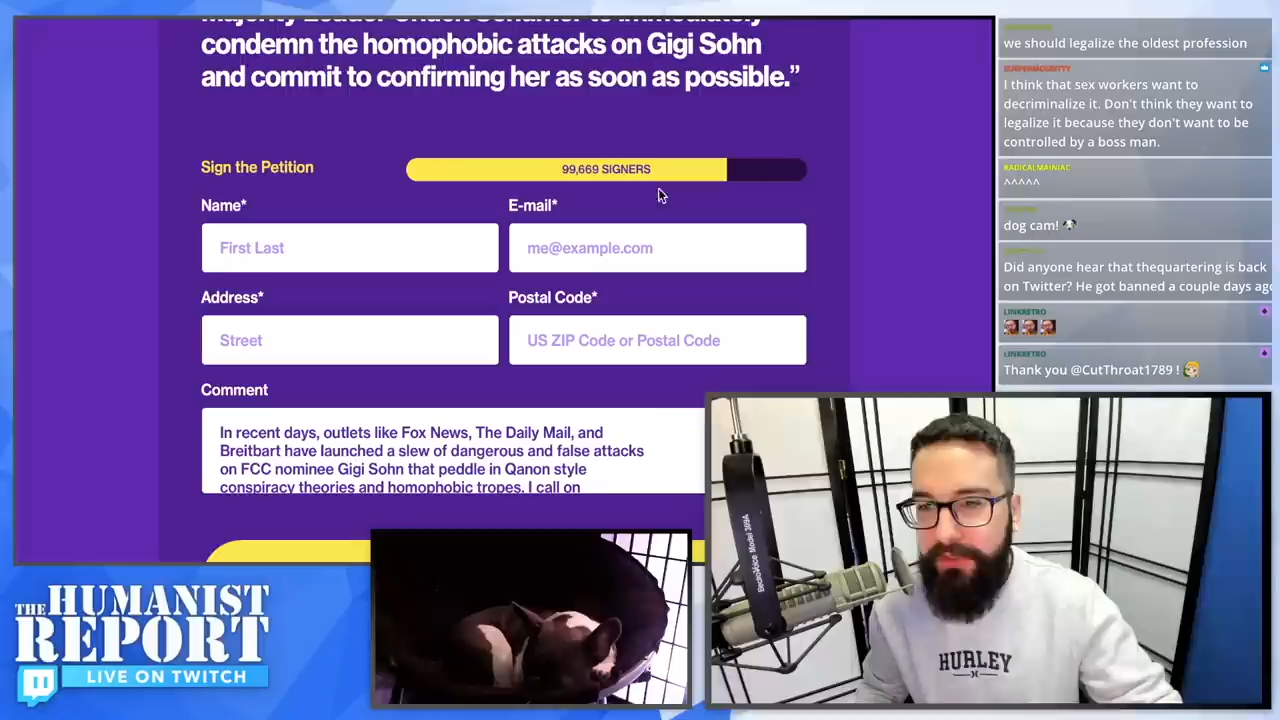 condemn the homophobic attacks on Gigi Sohn
and commit to confirming her as soon as possible.”
Sign the Petition
99,669 SIGNERS
Name*
E-mail*
First Last
me@example.com
Address*
Postal Code*
Street
US ZIP Code or Postal Code
Comment
In recent days, outlets like Fox News, The Daily Mail, and
Breitbart have launched a slew of dangerous and false attacks
on FCC nominee Gigi Sohn that peddle in Qanon style
conspiracy theories and homophobic tropes. I call on
we should legalize the oldest profession
I think that sex workers want to
decriminalize it. Don't think they want to
legalize it because they don't want to be
controlled by a boss man.
RADICALMAINIAC
^^^^^
dog cam!
Did anyone hear that thequartering is back
on Twitter? He got banned a couple days ago
LINKRETRO
LINKRETRO
Thank you @CutThroat1789 !
THE HUMANIST
REPORT
LIVE ON TWITCH
HURLEY